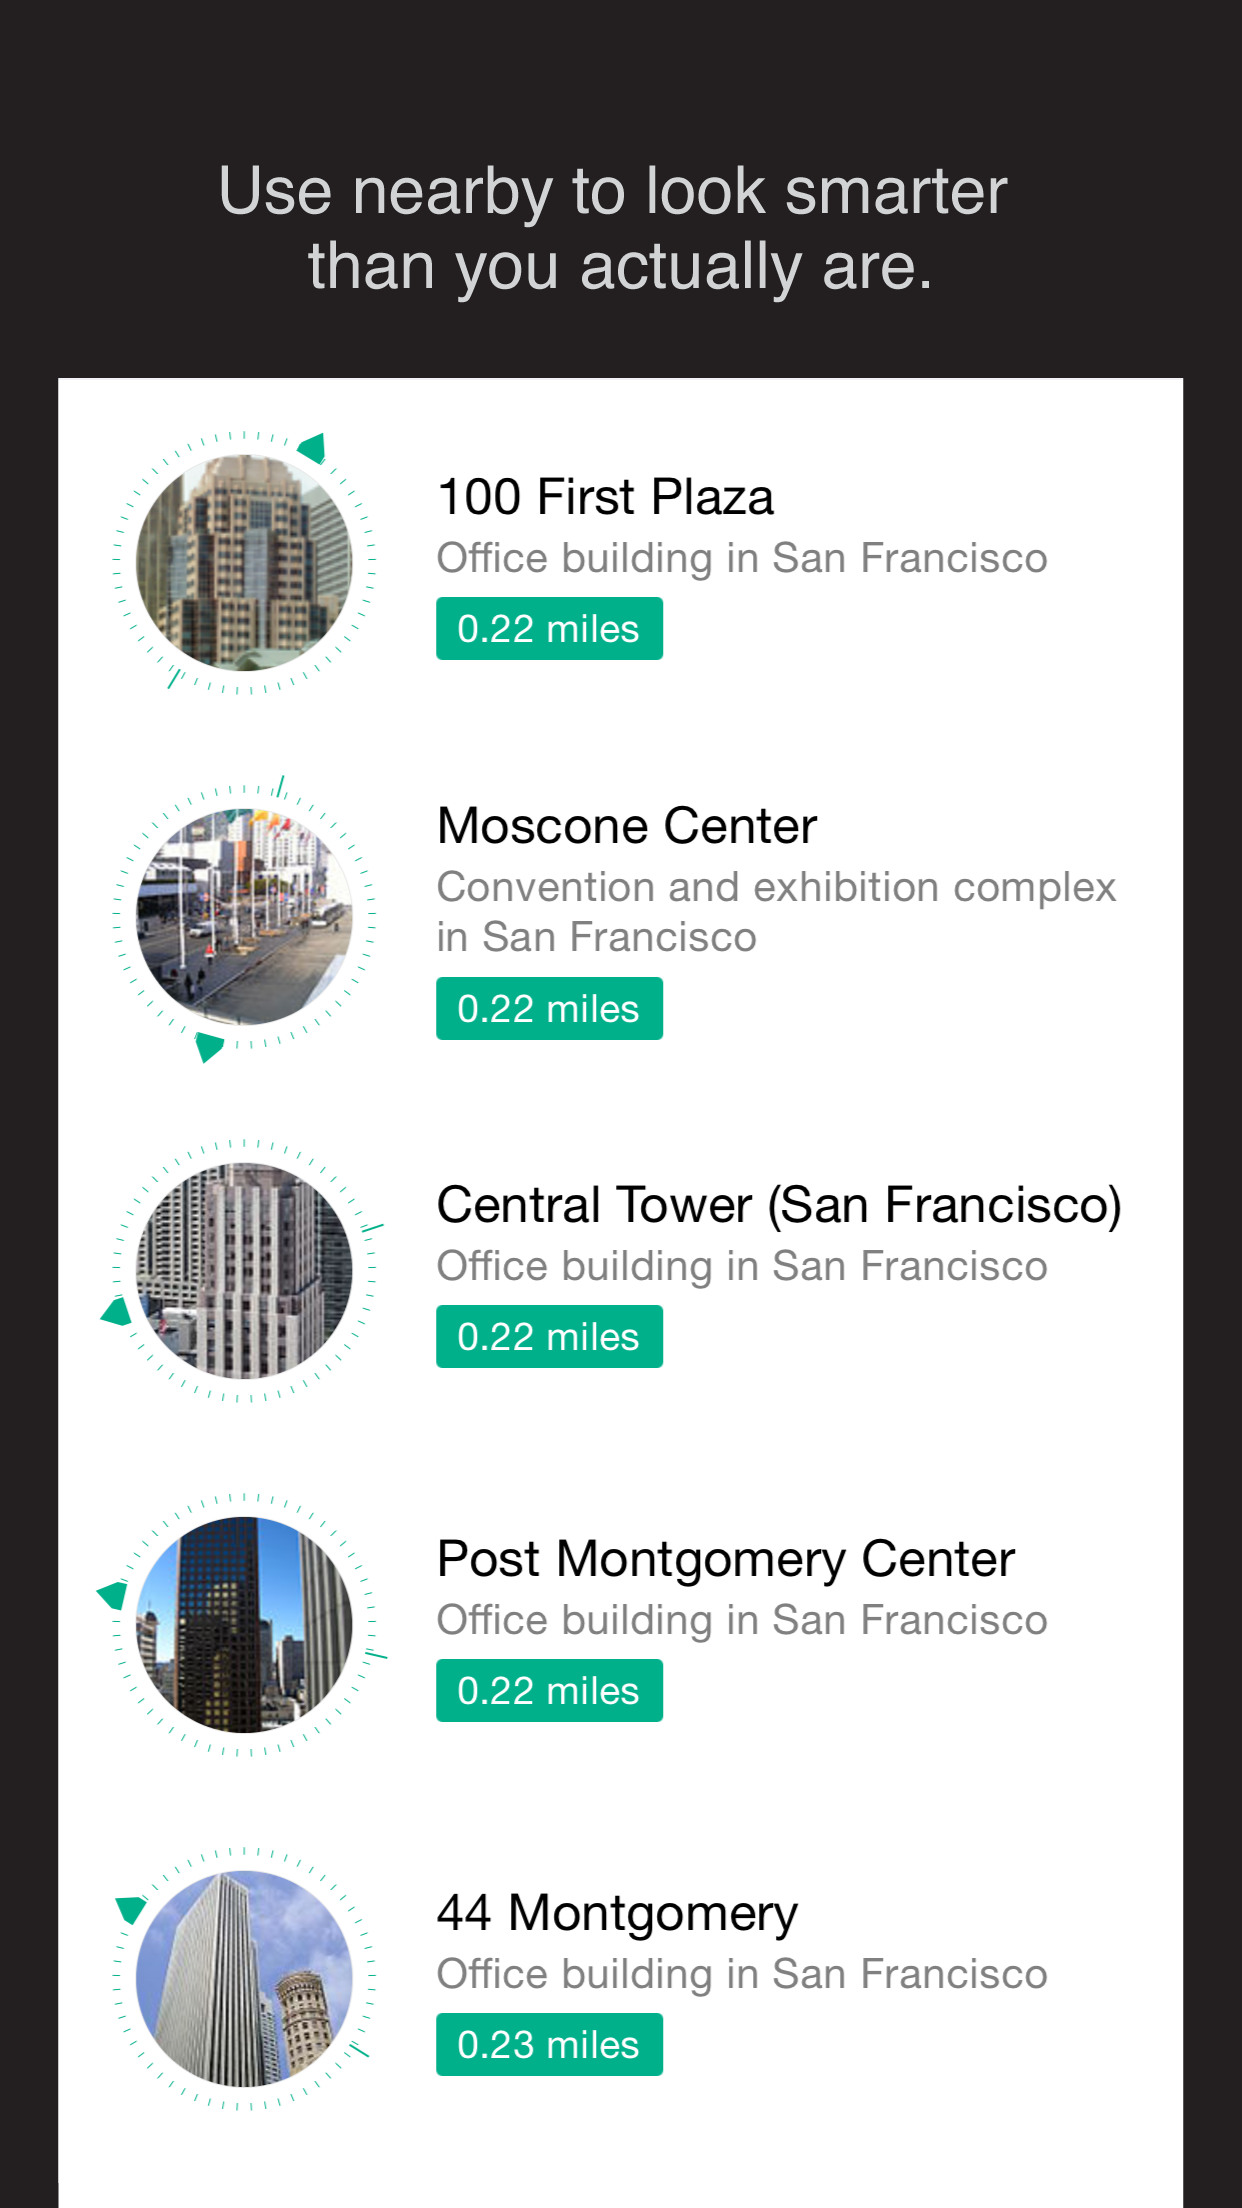 Use nearby to look smarter
than you actually are.
100 First Plaza
Office building in San Francisco
0.22 miles
Moscone Center
Convention and exhibition complex
in San Francisco
0.22 miles
Central Tower (San Francisco)
Office building in San Francisco
0.22 miles
Post Montgomery Center
Office building in San Francisco
0.22 miles
44 Montgomery
Office building in San Francisco
0.23 miles